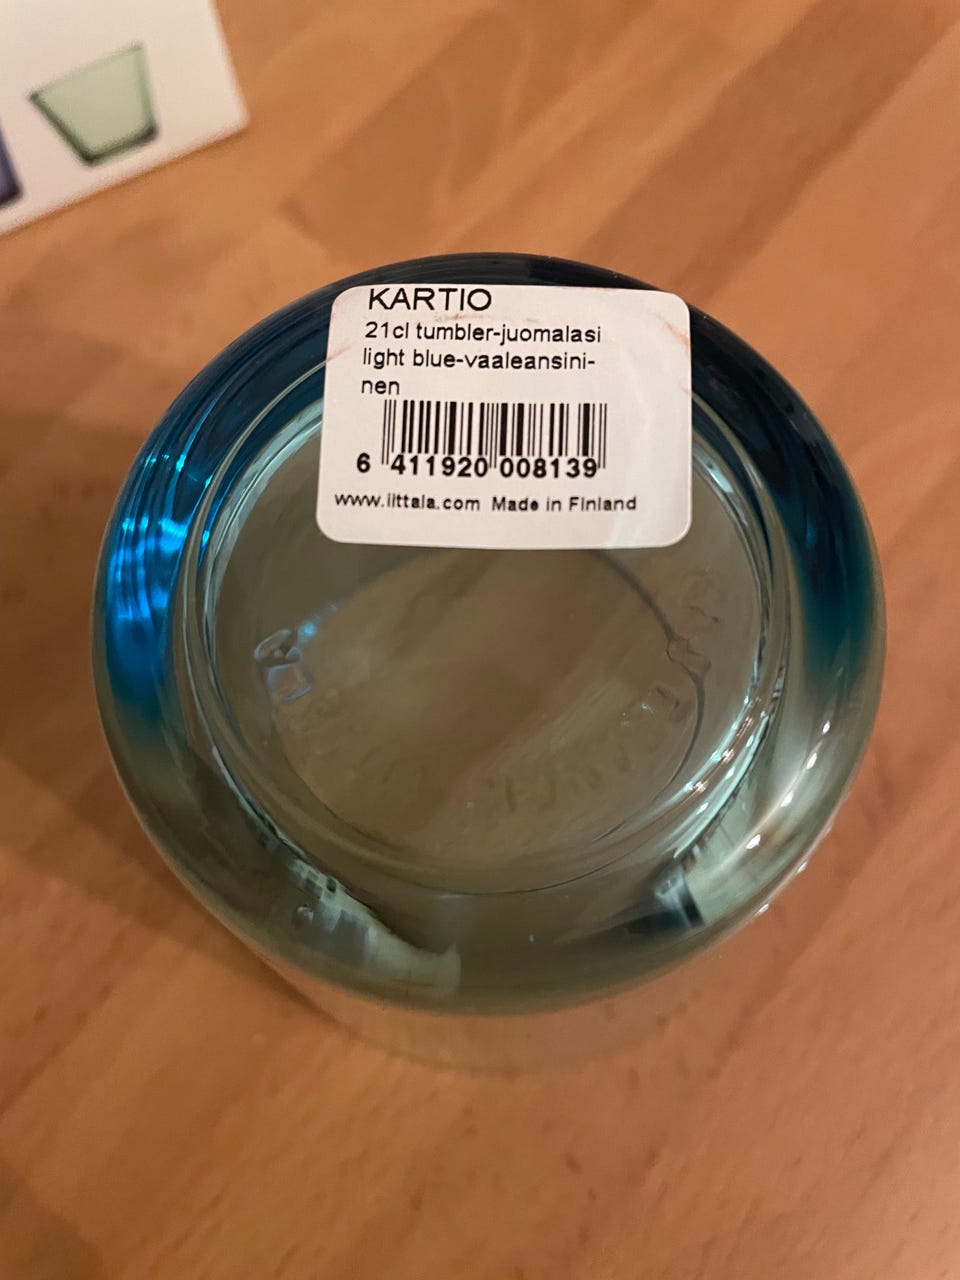 KARTIO
21cl tumbler-juomalasi
light blue-vaaleansini-
nen
6 411920 008139
www.iittala.com Made in Finland